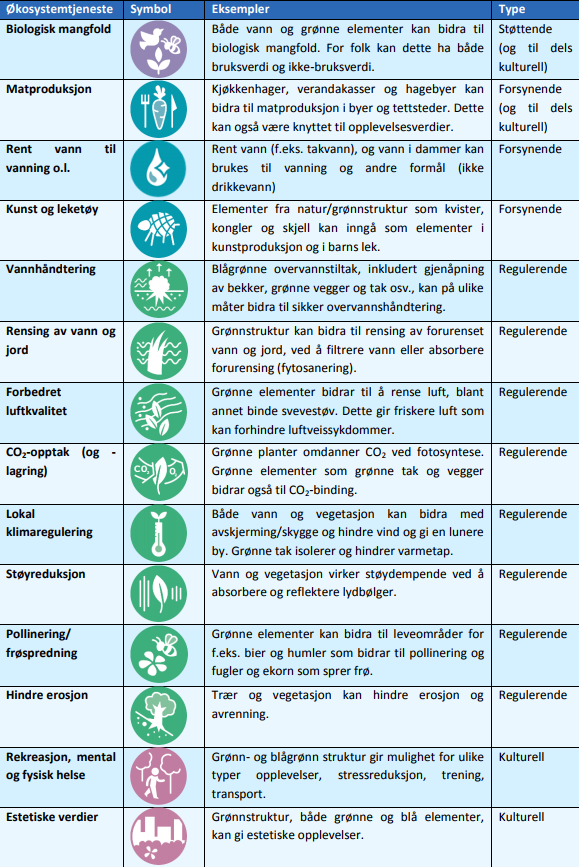 Økosystemtjeneste Symbol Eksempler Type
Biologisk mangfold Både vann og grønne elementer kan bidra til Støttende
biologisk mangfold. For folk kan dette ha både (og til dels
bruksverdi og ikke-bruksverdi. kulturell)
Matproduksjon Kjøkkenhager, verandakasser og hagebyer kan Forsynende
bidra til matproduksjon i byer og tettsteder. Dette (og til dels
kan også være knyttet til opplevelsesverdier. kulturell)
Rent vann til Rent vann (f.eks. takvann), og vann i dammer kan Forsynende
vanning o.l. brukes til vanning og andre formål (ikke
drikkevann)
Kunst og leketøy Elementer fra natur/grønnstruktur som kvister, Forsynende
kongler og skjell kan inngå som elementer i
kunstproduksjon og i barns lek.
Vannhåndtering Blågrønne overvannstiltak, inkludert gjenåpning Regulerende
av bekker, grønne vegger og tak osv., kan på ulike
måter bidra til sikker overvannshåndtering.
Rensing av vann og Grønnstruktur kan bidra til rensing av forurenset Regulerende
jord vann og jord, ved å filtrere vann eller absorbere
forurensing (fytosanering).
Forbedret Grønne elementer bidrar til å rense luft, blant Regulerende
luftkvalitet annet binde svevestøv. Dette gir friskere luft som
kan forhindre luftveissykdommer.
CO₂-opptak (og - Grønne planter omdanner CO₂ ved fotosyntese. Regulerende
lagring) CO₂ O₂ Grønne elementer som grønne tak og vegger
bidrar også til CO₂-binding.
Lokal Både vann og vegetasjon kan bidra med Regulerende
klimaregulering avskjerming/skygge og hindre vind og gi en lunere
by. Grønne tak isolerer og hindrer varmetap.
Støyreduksjon Vann og vegetasjon virker støydempende ved å Regulerende
absorbere og reflektere lydbølger.
Pollinering/ Grønne elementer kan bidra til leveområder for Regulerende
frøspredning f.eks. bier og humler som bidrar til pollinering og
fugler og ekorn som sprer frø.
Hindre erosjon Trær og vegetasjon kan hindre erosjon og Regulerende
avrenning.
Rekreasjon, mental Grønn- og blågrønn struktur gir mulighet for ulike Kulturell
og fysisk helse typer opplevelser, stressreduksjon, trening,
transport.
Estetiske verdier Grønnstruktur, både grønne og blå elementer, Kulturell
kan gi estetiske opplevelser.